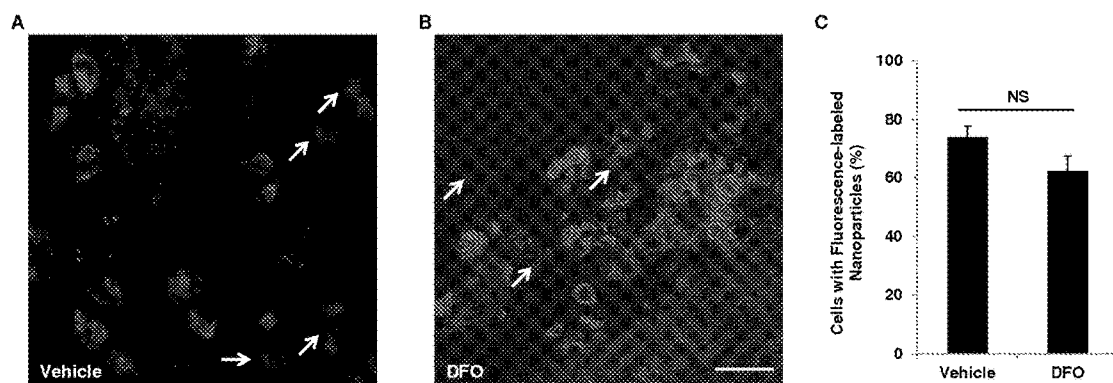 A
B
C
Vehicle
DFO
Cells with Fluorescence-labeled
Nanoparticles (%)
100
80
60
40
20
0
NS
Vehicle
DFO